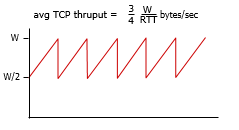 avg TCP thruput = 3/4 W/RTT bytes/sec
W
W/2